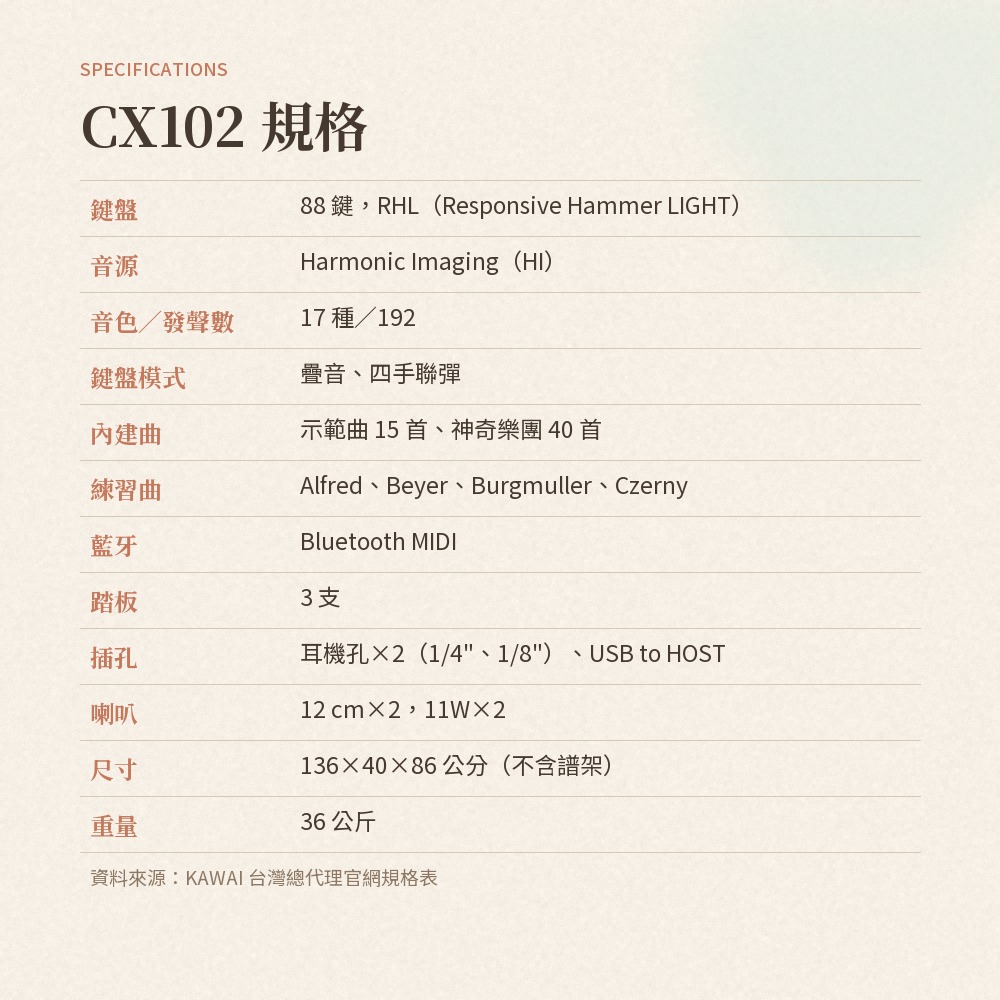 SPECIFICATIONS
CX102 規格
鍵盤 88 鍵，RHL（Responsive Hammer LIGHT）
音源 Harmonic Imaging（HI）
音色／發聲數 17 種／192
鍵盤模式 疊音、四手聯彈
內建曲 示範曲 15 首、神奇樂團 40 首
練習曲 Alfred、Beyer、Burgmuller、Czerny
藍牙 Bluetooth MIDI
踏板 3 支
插孔 耳機孔×2（1/4"、1/8"）、USB to HOST
喇叭 12 cm×2，11W×2
尺寸 136×40×86 公分（不含譜架）
重量 36 公斤
資料來源：KAWAI 台灣總代理官網規格表